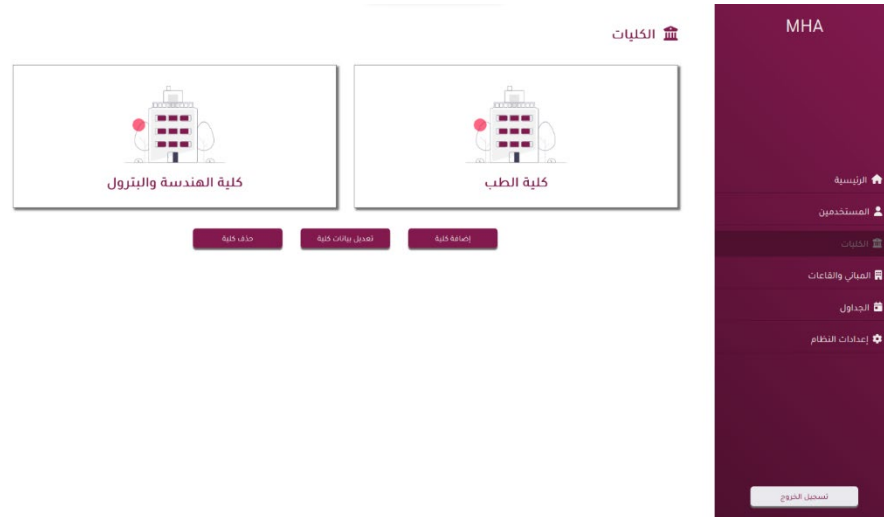 MHA
الرئيسية
المستخدمين
الكليات
المباني والقاعات
الجداول
إعدادات النظام
تسجيل الخروج
الكليات
كلية الطب
كلية الهندسة والبترول
إضافة كلية
تعديل بيانات كلية
حذف كلية